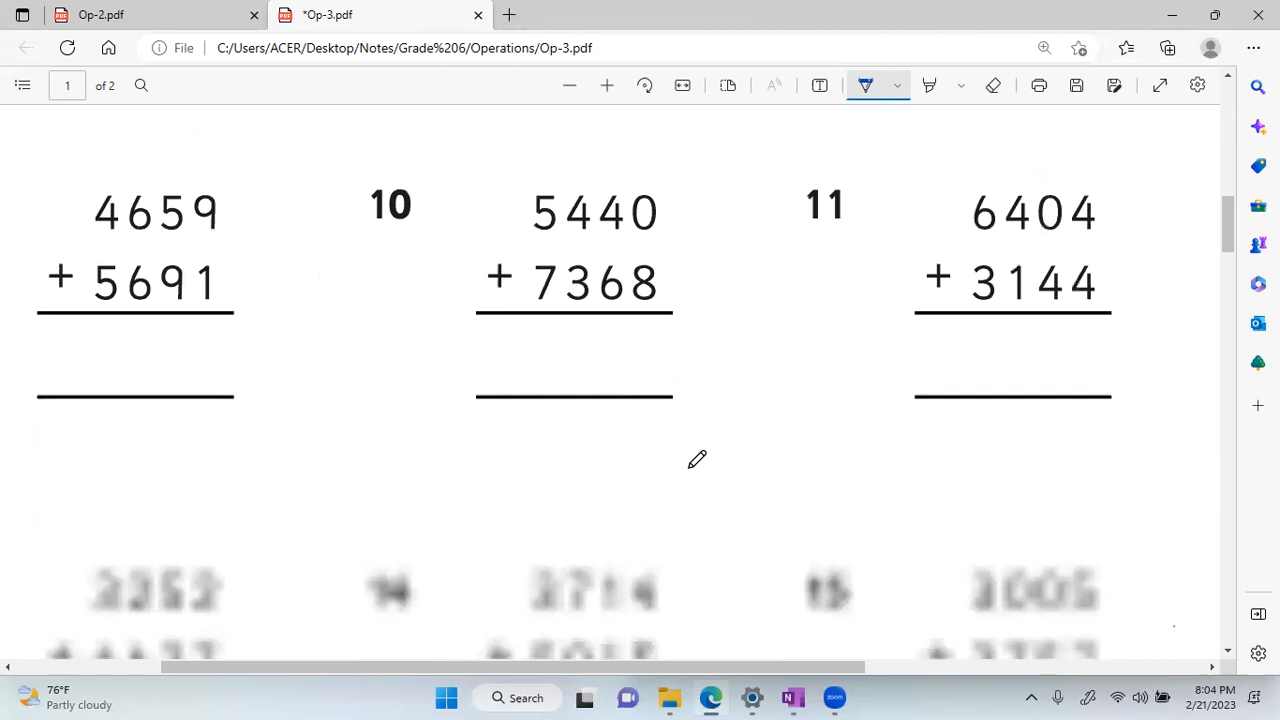 Op-2.pdf
*Op-3.pdf
File C:/Users/ACER/Desktop/Notes/Grade%206/Operations/Op-3.pdf
1 of 2
4659 10 5440 11 6404
+ 5691 + 7368 + 3144
76°F
Partly cloudy
Search
zoom
8:04 PM
2/21/2023